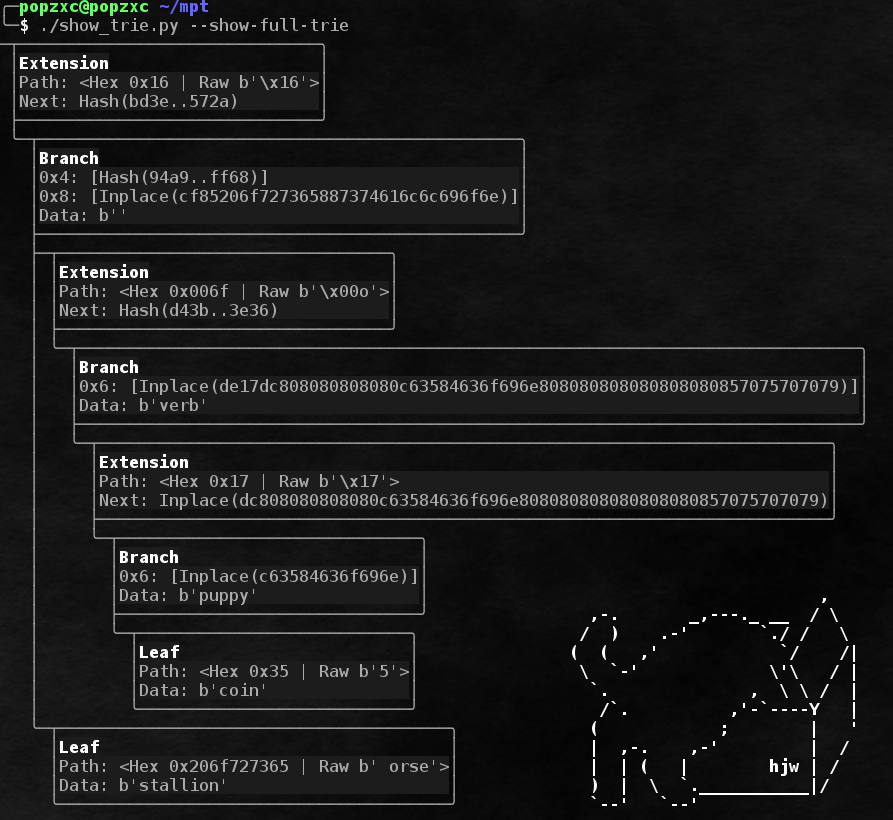 popzxc@popzxc ~/mpt
$ ./show_trie.py --show-full-trie
Extension
Path: <Hex 0x16 | Raw b'\x16'>
Next: Hash(bd3e..572a)
Branch
0x4: [Hash(94a9..ff68)]
0x8: [Inplace(cf85206f727365887374616c6c696f6e)]
Data: b''
Extension
Path: <Hex 0x006f | Raw b'\x00o'>
Next: Hash(d43b..3e36)
Branch
0x6: [Inplace(de17dc808080808080c63584636f696e8080808080808080808857075707079)]
Data: b'verb'
Extension
Path: <Hex 0x17 | Raw b'\x17'>
Next: Inplace(dc808080808080c63584636f696e808080808080808080857075707079)
Branch
0x6: [Inplace(c63584636f696e)]
Data: b'puppy'
Leaf
Path: <Hex 0x35 | Raw b'5'>
Data: b'coin'
Leaf
Path: <Hex 0x206f727365 | Raw b' orse'>
Data: b'stallion'
hjw